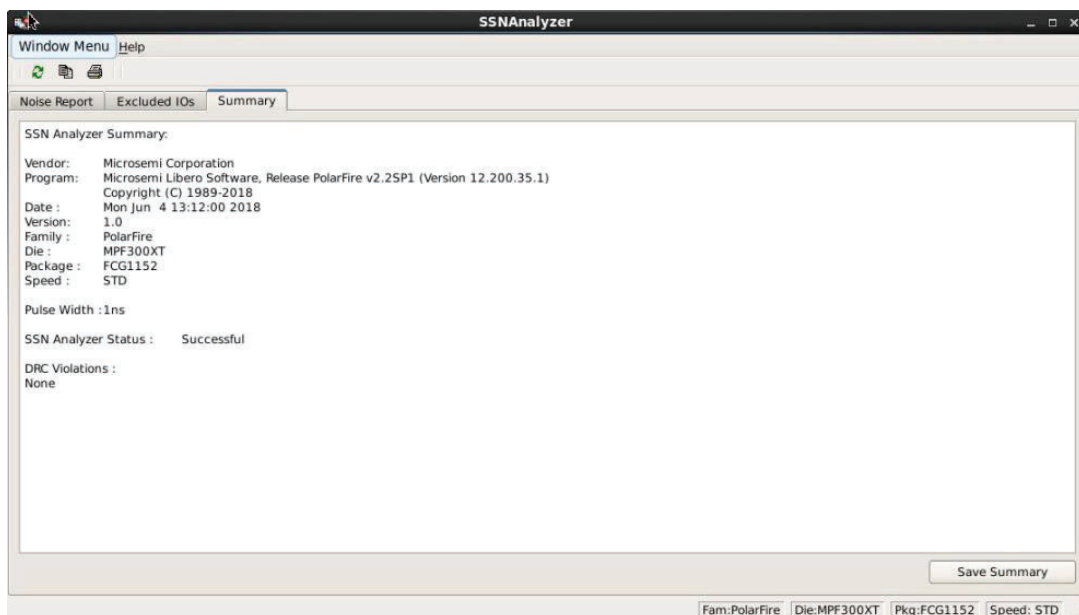 SSNAnalyzer
Window Menu Help
Noise Report Excluded IOs Summary
SSN Analyzer Summary:
Vendor: Microsemi Corporation
Program: Microsemi Libero Software, Release PolarFire v2.2SP1 (Version 12.200.35.1)
Copyright (C) 1989-2018
Date : Mon Jun 4 13:12:00 2018
Version: 1.0
Family : PolarFire
Die : MPF300XT
Package : FCG1152
Speed : STD
Pulse Width :1ns
SSN Analyzer Status : Successful
DRC Violations :
None
Save Summary
Fam:PolarFire Die:MPF300XT Pkg:FCG1152 Speed: STD